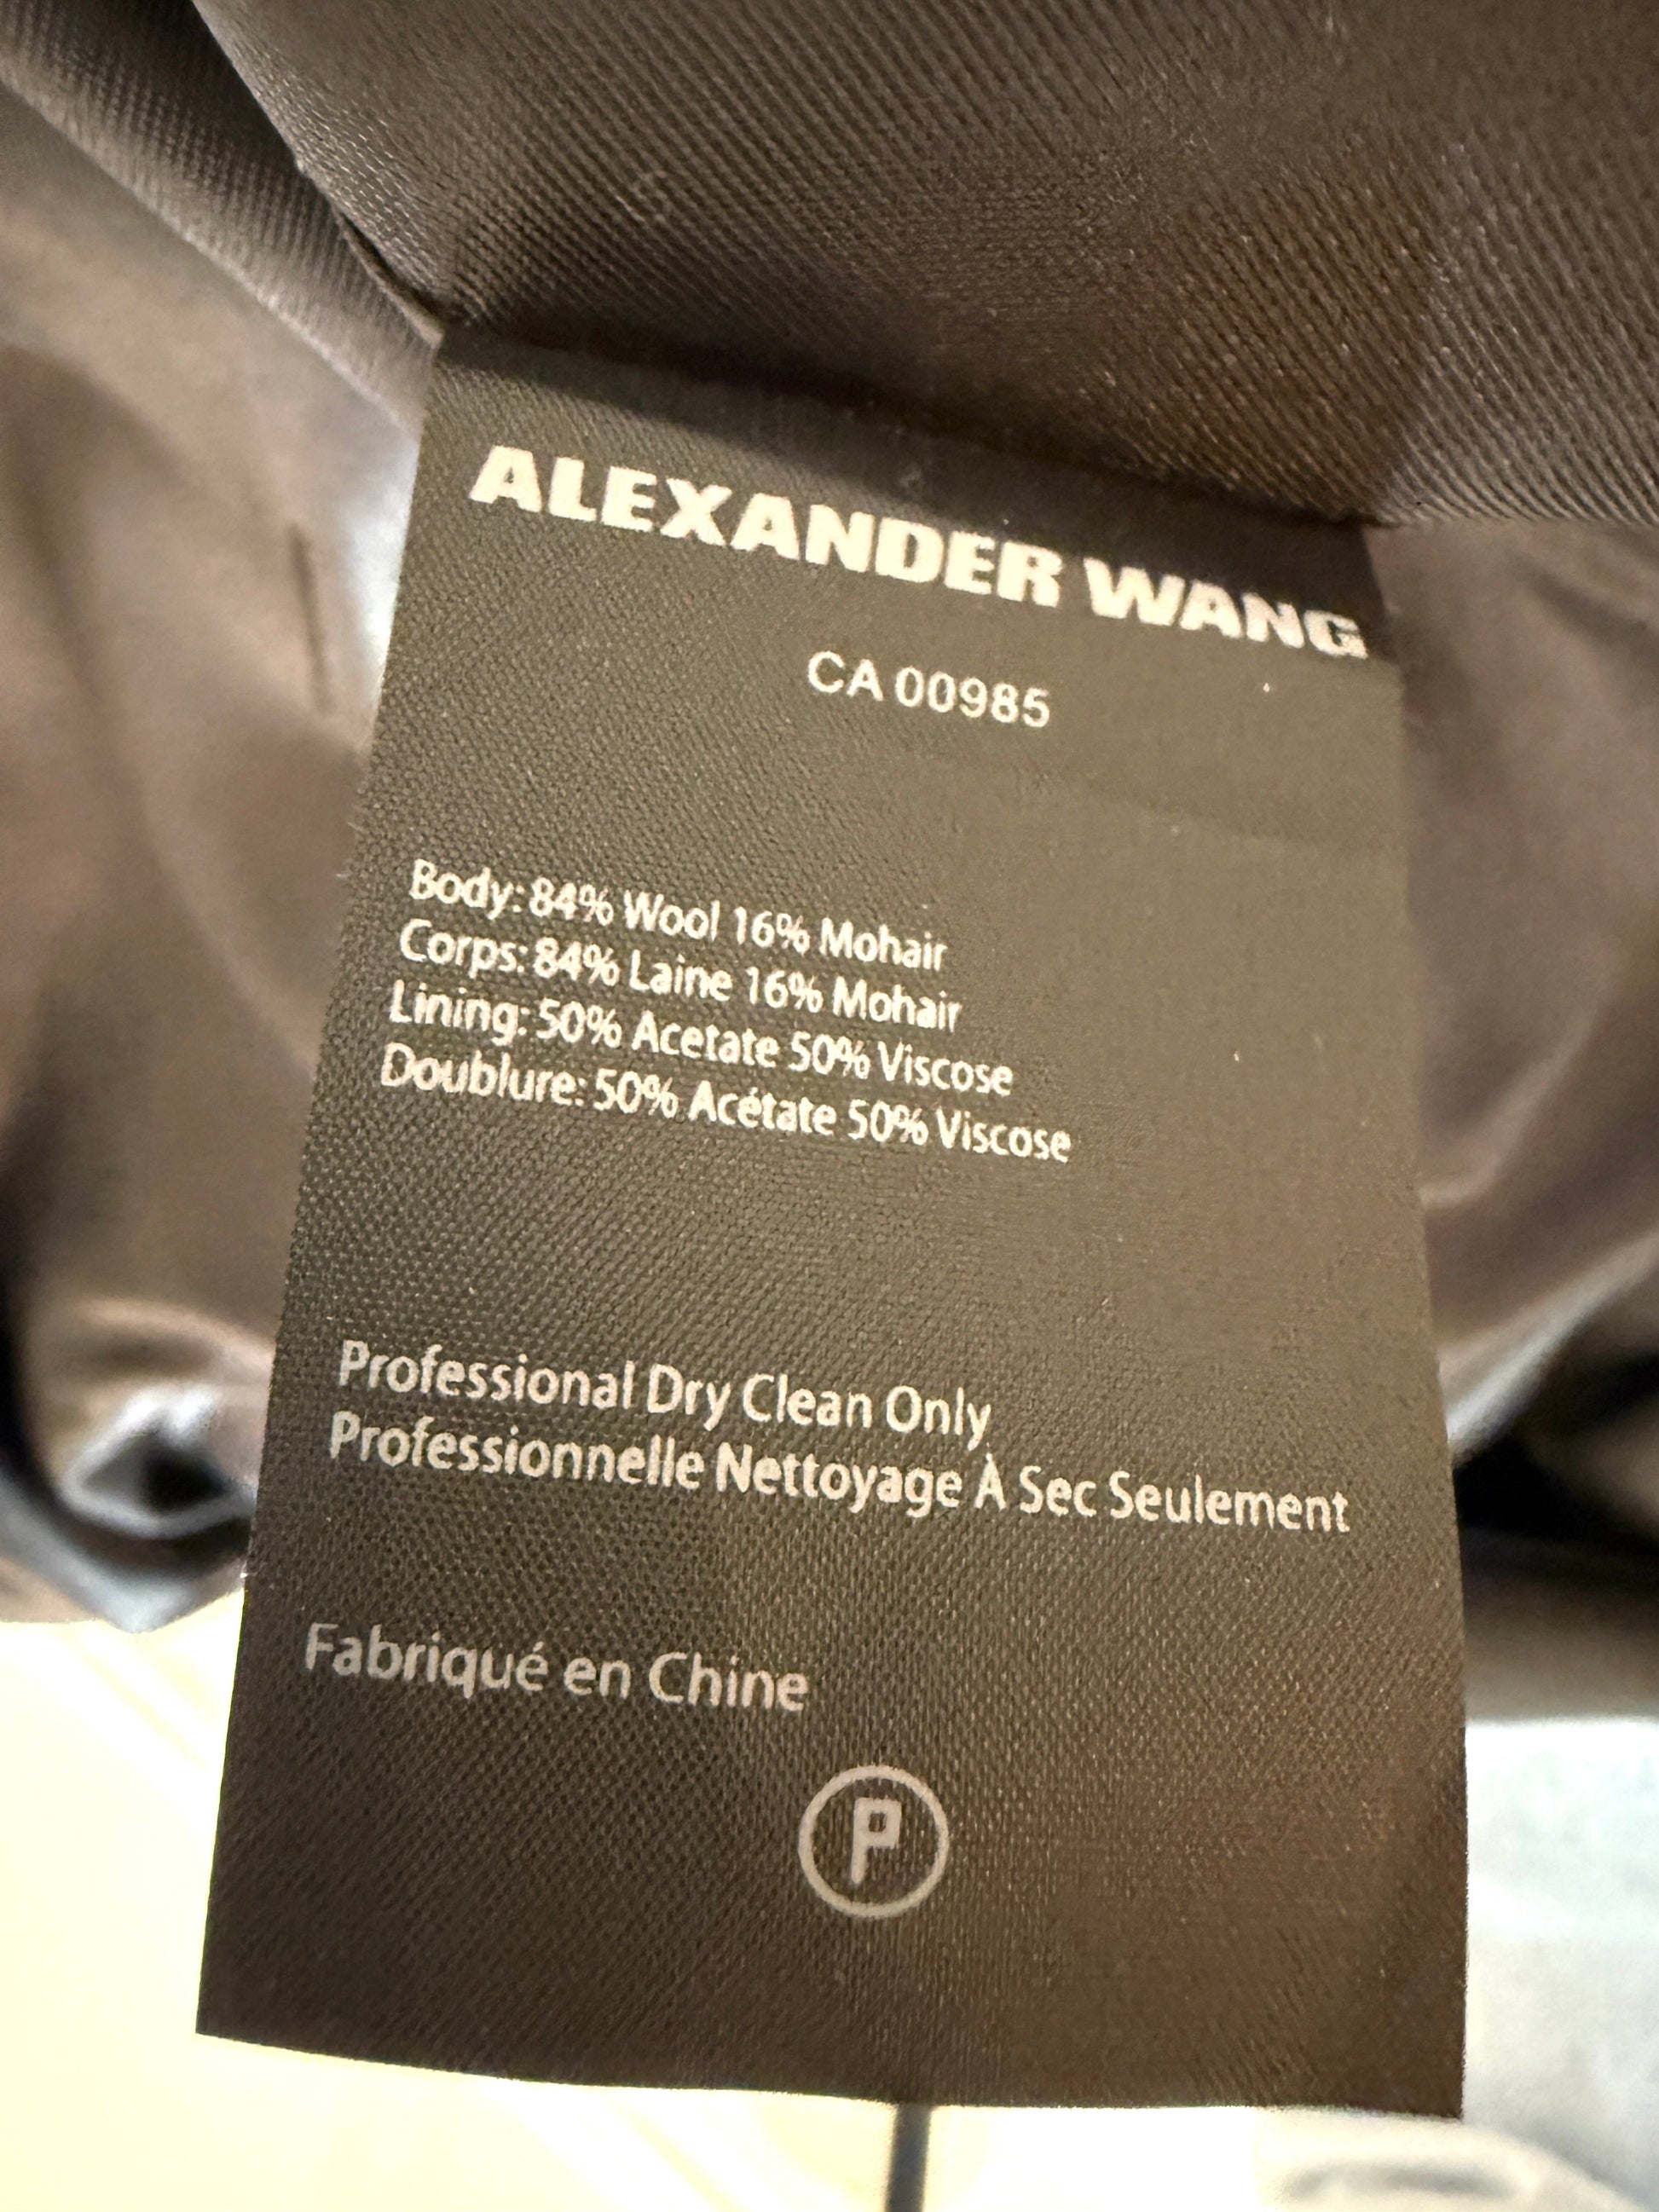 ALEXANDER WANG
CA 00985
Body: 84% Wool 16% Mohair
Corps: 84% Laine 16% Mohair
Lining: 50% Acetate 50% Viscose
Doublure: 50% Acétate 50% Viscose
Professional Dry Clean Only
Professionnelle Nettoyage À Sec Seulement
Fabriqué en Chine
P